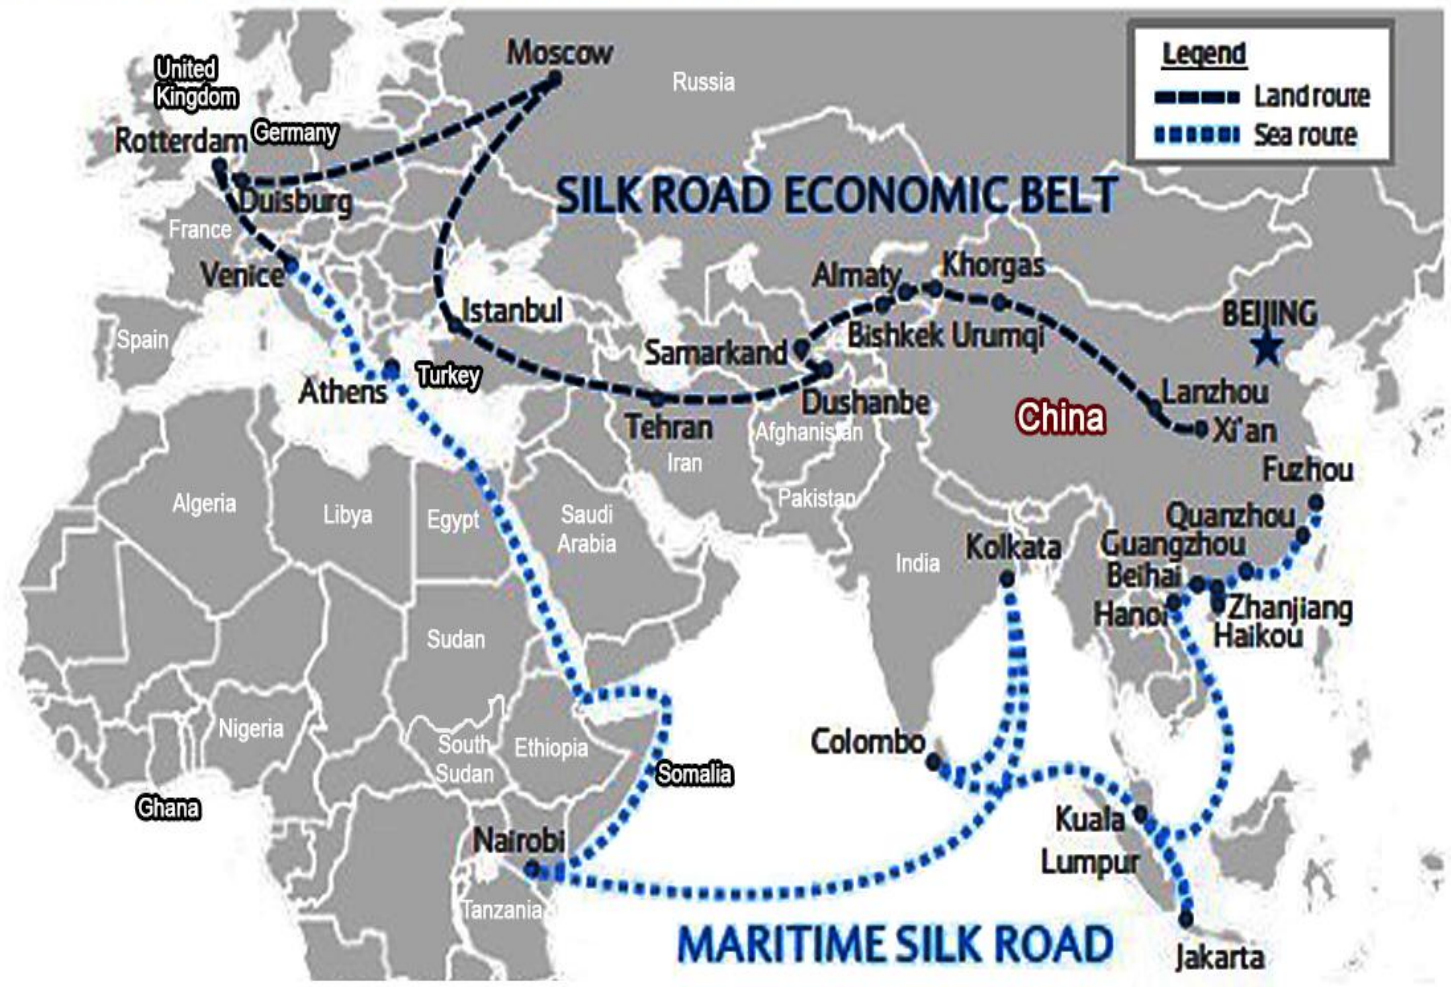 Legend
Land route
Sea route
Moscow
Russia
United
Kingdom
Rotterdam
Germany
SILK ROAD ECONOMIC BELT
Duisburg
France
Venice
Almaty
Khorgas
Istanbul
BEIJING
Spain
Bishkek
Urumqi
Samarkand
Turkey
Athens
Lanzhou
Dushanbe
China
Tehran
Afghanistan
Xi'an
Iran
Fuzhou
Algeria
Libya
Egypt
Saudi
Arabia
Pakistan
Quanzhou
India
Kolkata
Guangzhou
Beihai
Hanoi
Zhanjiang
Haikou
Sudan
Nigeria
South
Sudan
Ethiopia
Colombo
Somalia
Ghana
Kuala
Lumpur
Nairobi
Tanzania
MARITIME SILK ROAD
Jakarta